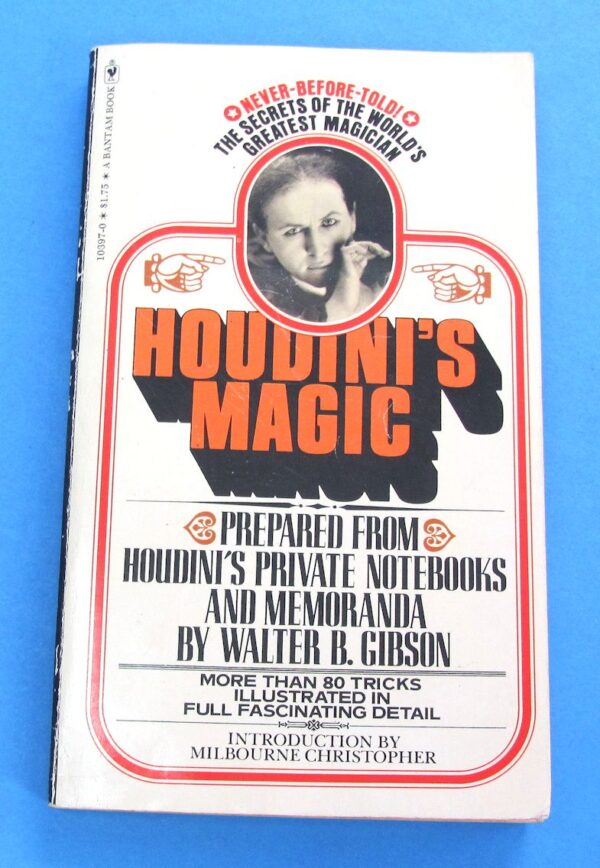 10397-0 ★ $1.75 ★ A BANTAM BOOK
NEVER-BEFORE-TOLD!
THE SECRETS OF THE WORLD'S
GREATEST MAGICIAN
HOUDINI'S
MAGIC
PREPARED FROM
HOUDINI'S PRIVATE NOTEBOOKS
AND MEMORANDA
BY WALTER B. GIBSON
MORE THAN 80 TRICKS
ILLUSTRATED IN
FULL FASCINATING DETAIL
INTRODUCTION BY
MILBOURNE CHRISTOPHER